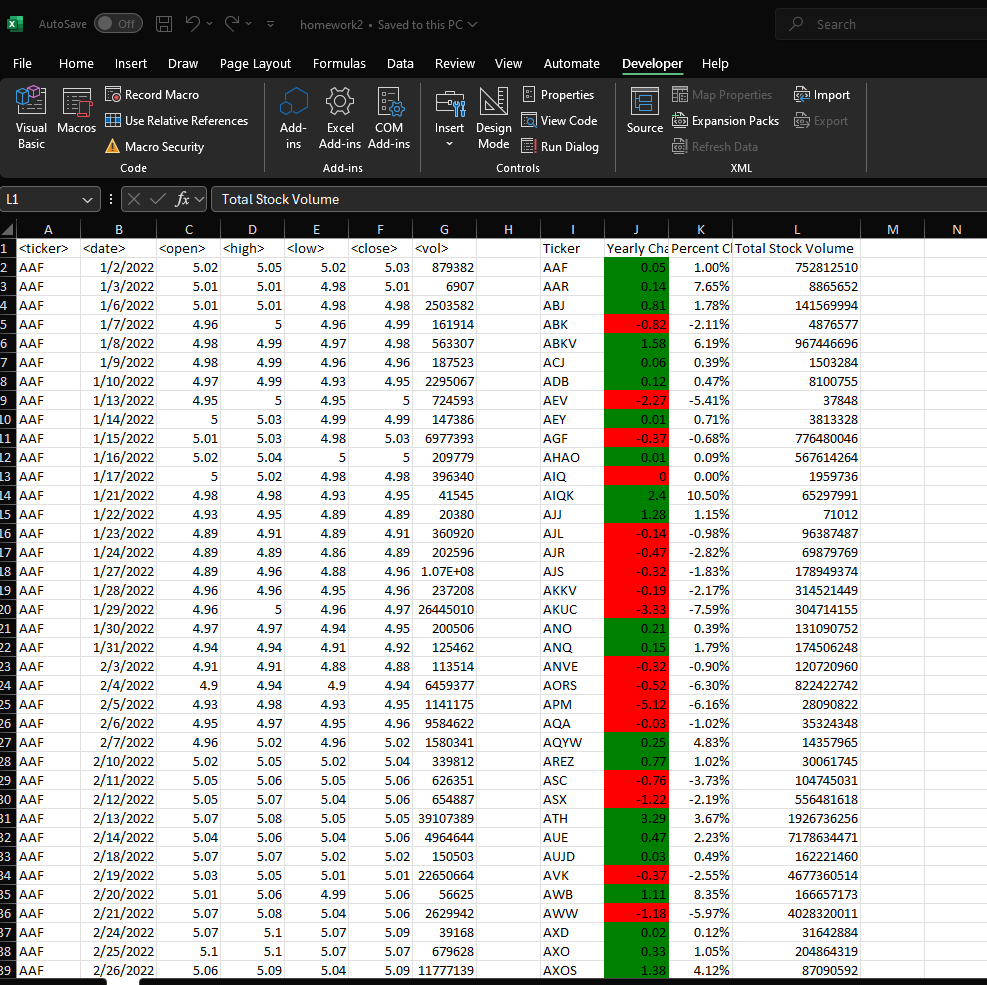 AutoSave Off homework2 • Saved to this PC Search
File Home Insert Draw Page Layout Formulas Data Review View Automate Developer Help
Visual Basic Macros Record Macro Use Relative References Macro Security Code
Add-ins Excel Add-ins COM Add-ins Add-ins
Insert Design Mode Properties View Code Run Dialog Controls
Source Map Properties Expansion Packs Refresh Data Import Export XML
L1 fx Total Stock Volume
A B C D E F G H I J K L M N
1 <ticker> <date> <open> <high> <low> <close> <vol> Ticker Yearly Cha Percent Cl Total Stock Volume
2 AAF 1/2/2022 5.02 5.05 5.02 5.03 879382 AAF 0.05 1.00% 752812510
3 AAF 1/3/2022 5.01 5.01 4.98 5.01 6907 AAR 0.14 7.65% 8865652
4 AAF 1/6/2022 5.01 5.01 4.98 4.98 2503582 ABJ 0.81 1.78% 141569994
5 AAF 1/7/2022 4.96 5 4.96 4.99 161914 ABK -0.82 -2.11% 4876577
6 AAF 1/8/2022 4.98 4.99 4.97 4.98 563307 ABKV 1.58 6.19% 967446696
7 AAF 1/9/2022 4.98 4.99 4.96 4.96 187523 ACJ 0.06 0.39% 1503284
8 AAF 1/10/2022 4.97 4.99 4.93 4.95 2295067 ADB 0.12 0.47% 8100755
9 AAF 1/13/2022 4.95 5 4.95 5 724593 AEV -2.27 -5.41% 37848
10 AAF 1/14/2022 5 5.03 4.99 4.99 147386 AEY 0.01 0.71% 3813328
11 AAF 1/15/2022 5.01 5.03 4.98 5.03 6977393 AGF -0.37 -0.68% 776480046
12 AAF 1/16/2022 5.02 5.04 5 5 209779 AHAO 0.01 0.09% 567614264
13 AAF 1/17/2022 5 5.02 4.98 4.98 396340 AIQ 0 0.00% 1959736
14 AAF 1/21/2022 4.98 4.98 4.93 4.95 41545 AIQK 2.4 10.50% 65297991
15 AAF 1/22/2022 4.93 4.95 4.89 4.89 20380 AJJ 1.28 1.15% 71012
16 AAF 1/23/2022 4.89 4.91 4.89 4.91 360920 AJL -0.14 -0.98% 96387487
17 AAF 1/24/2022 4.89 4.89 4.86 4.89 202596 AJR -0.47 -2.82% 69879769
18 AAF 1/27/2022 4.89 4.96 4.88 4.96 1.07E+08 AJS -0.32 -1.83% 178949374
19 AAF 1/28/2022 4.96 4.96 4.95 4.96 237208 AKKV -0.19 -2.17% 314521449
20 AAF 1/29/2022 4.96 5 4.96 4.97 26445010 AKUC -3.33 -7.59% 304714155
21 AAF 1/30/2022 4.97 4.97 4.94 4.95 200506 ANO 0.21 0.39% 131090752
22 AAF 1/31/2022 4.94 4.94 4.91 4.92 125462 ANQ 0.15 1.79% 174506248
23 AAF 2/3/2022 4.91 4.91 4.88 4.88 113514 ANVE -0.32 -0.90% 120720960
24 AAF 2/4/2022 4.9 4.94 4.9 4.94 6459377 AORS -0.52 -6.30% 822422742
25 AAF 2/5/2022 4.93 4.98 4.93 4.95 1141175 APM -5.12 -6.16% 28090822
26 AAF 2/6/2022 4.95 4.97 4.95 4.96 9584622 AQA -0.03 -1.02% 35324348
27 AAF 2/7/2022 4.96 5.02 4.96 5.02 1580341 AQYW 0.25 4.83% 14357965
28 AAF 2/10/2022 5.02 5.05 5.02 5.04 339812 AREZ 0.77 1.02% 30061745
29 AAF 2/11/2022 5.05 5.06 5.05 5.06 626351 ASC -0.76 -3.73% 104745031
30 AAF 2/12/2022 5.05 5.07 5.04 5.06 654887 ASX -1.22 -2.19% 556481618
31 AAF 2/13/2022 5.07 5.08 5.05 5.05 39107389 ATH 3.29 3.67% 1926736256
32 AAF 2/14/2022 5.04 5.06 5.04 5.06 4964644 AUE 0.47 2.23% 7178634471
33 AAF 2/18/2022 5.07 5.07 5.02 5.02 150503 AUJD 0.03 0.49% 162221460
34 AAF 2/19/2022 5.03 5.05 5.01 5.01 22650664 AVK -0.37 -2.55% 4677360514
35 AAF 2/20/2022 5.01 5.06 4.99 5.06 56625 AWB 1.11 8.35% 166657173
36 AAF 2/21/2022 5.07 5.08 5.04 5.06 2629942 AWW -1.18 -5.97% 4028320011
37 AAF 2/24/2022 5.07 5.1 5.07 5.09 39168 AXD 0.02 0.12% 31642884
38 AAF 2/25/2022 5.1 5.1 5.07 5.07 679628 AXO 0.33 1.05% 204864319
39 AAF 2/26/2022 5.06 5.09 5.04 5.09 11777139 AXOS 1.38 4.12% 87090592